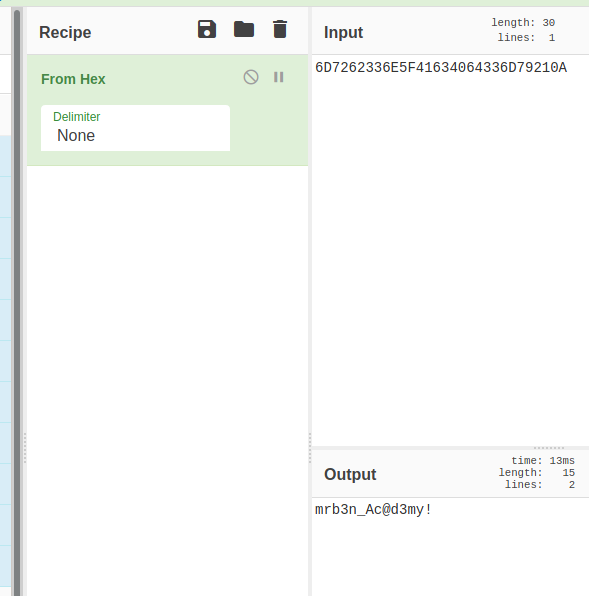 Recipe
From Hex
Delimiter
None
Input
length: 30
lines: 1
6D7262336E5F41634064336D79210A
Output
time: 13ms
length: 15
lines: 2
mrb3n_Ac@d3my!